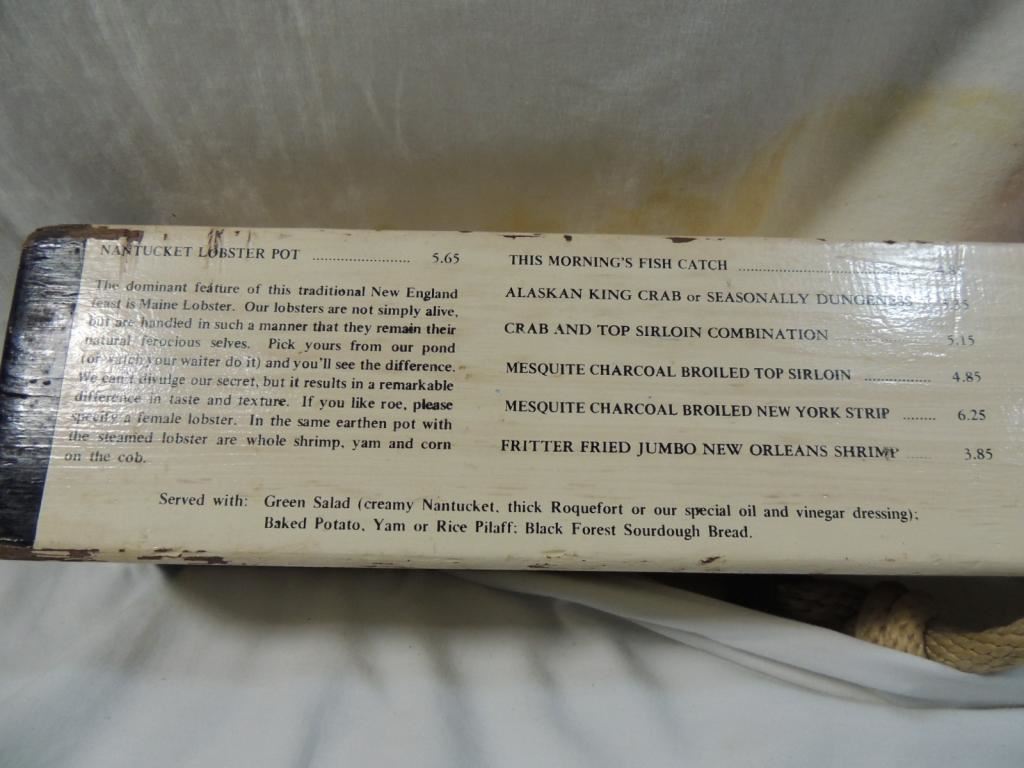 NANTUCKET LOBSTER POT ........................ 5.65
The dominant feature of this traditional New England
feast is Maine Lobster. Our lobsters are not simply alive,
but are handled in such a manner that they remain their
natural ferocious selves. Pick yours from our pond
(or watch your waiter do it) and you'll see the difference.
We can't divulge our secret, but it results in a remarkable
difference in taste and texture. If you like roe, please
specify a female lobster. In the same earthen pot with
the steamed lobster are whole shrimp, yam and corn
on the cob.
THIS MORNING'S FISH CATCH ........................
ALASKAN KING CRAB or SEASONALLY DUNGENESS
CRAB AND TOP SIRLOIN COMBINATION ................ 5.15
MESQUITE CHARCOAL BROILED TOP SIRLOIN ................ 4.85
MESQUITE CHARCOAL BROILED NEW YORK STRIP ........ 6.25
FRITTER FRIED JUMBO NEW ORLEANS SHRIMP ...... 3.85
Served with: Green Salad (creamy Nantucket, thick Roquefort or our special oil and vinegar dressing);
Baked Potato, Yam or Rice Pilaff; Black Forest Sourdough Bread.